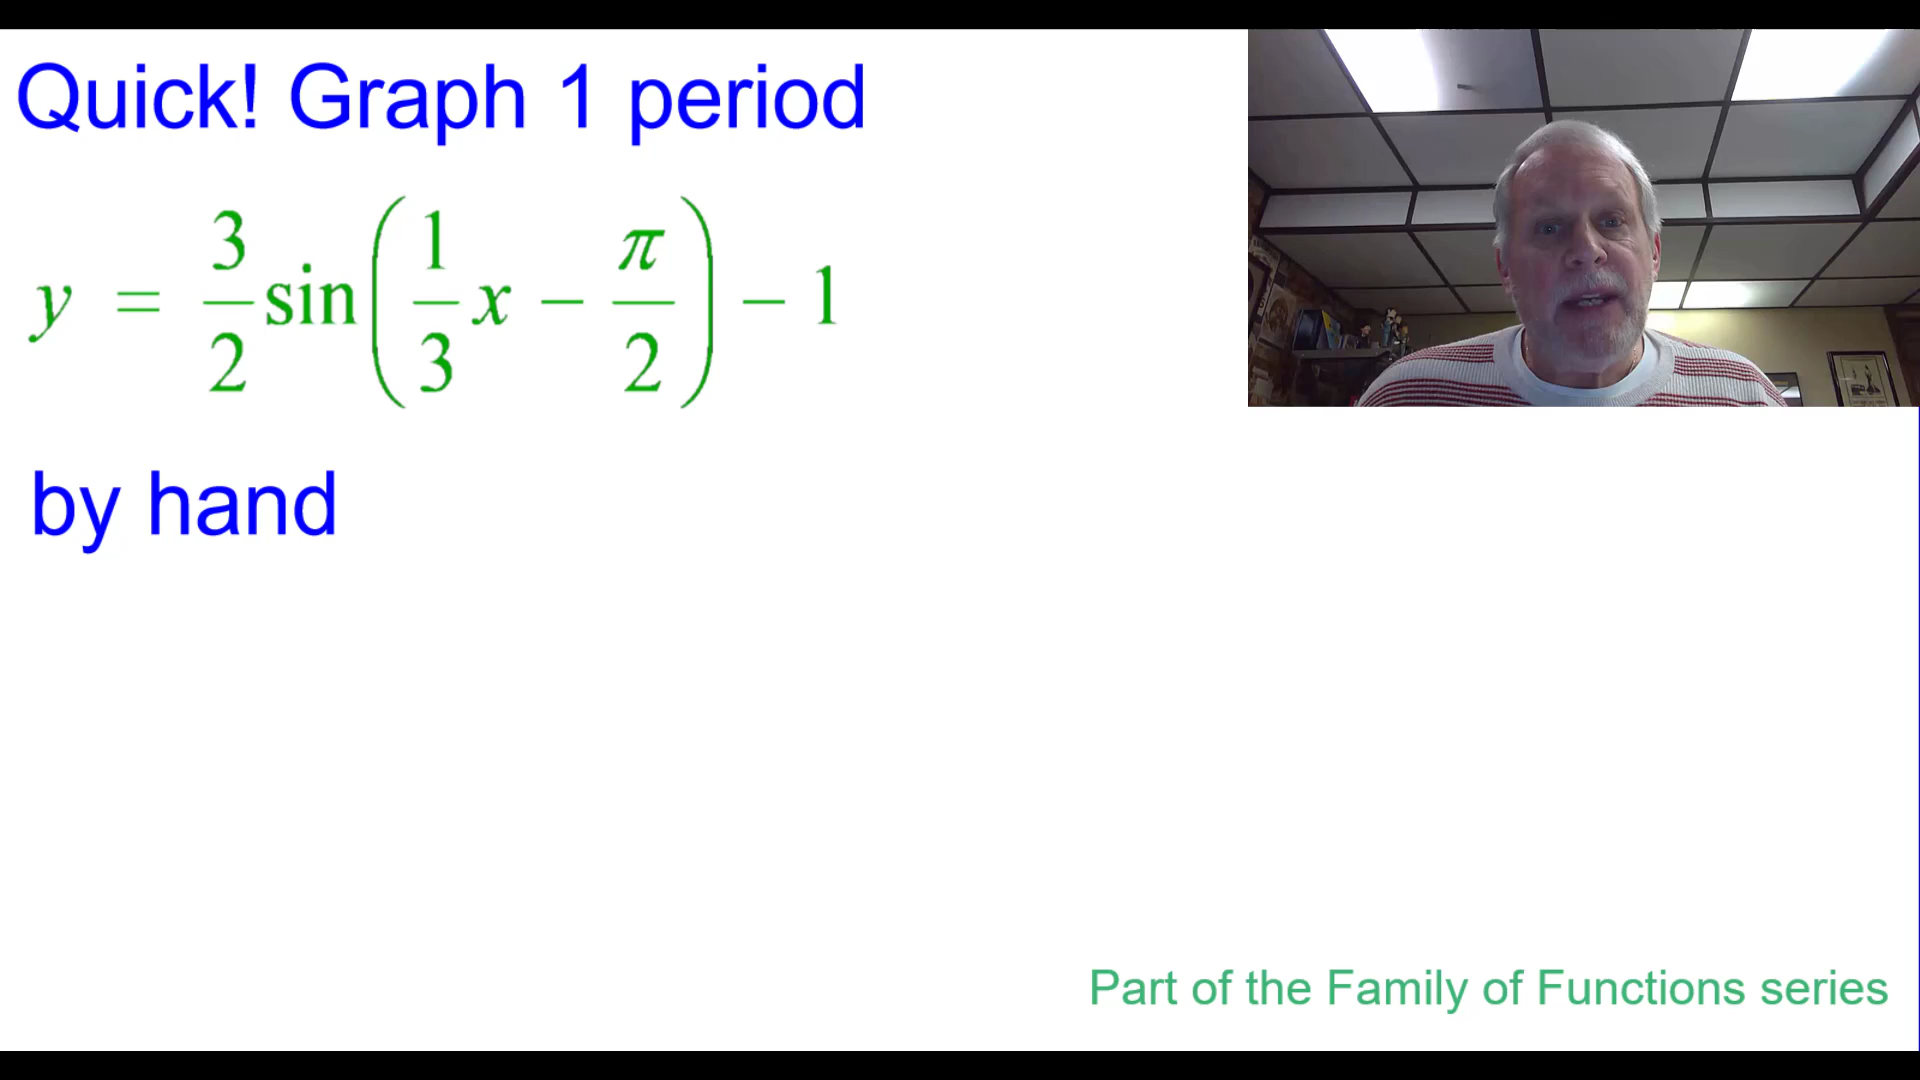 Quick! Graph 1 period
y = 3/2 sin(1/3 x − π/2) − 1
by hand
Part of the Family of Functions series